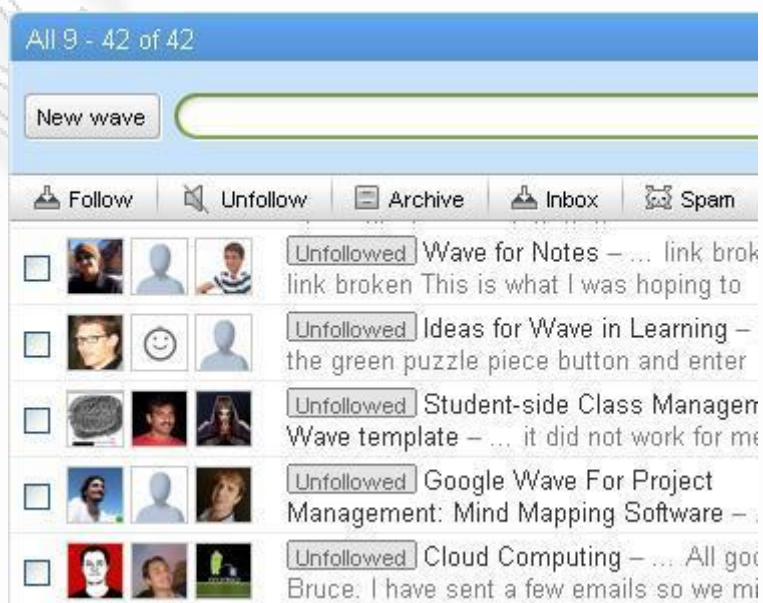 All 9 - 42 of 42
New wave
Follow Unfollow Archive Inbox Spam
Unfollowed Wave for Notes – ... link brok
link broken This is what I was hoping to
Unfollowed Ideas for Wave in Learning –
the green puzzle piece button and enter
Unfollowed Student-side Class Managem
Wave template – ... it did not work for me
Unfollowed Google Wave For Project
Management: Mind Mapping Software – .
Unfollowed Cloud Computing – ... All goo
Bruce. I have sent a few emails so we mi